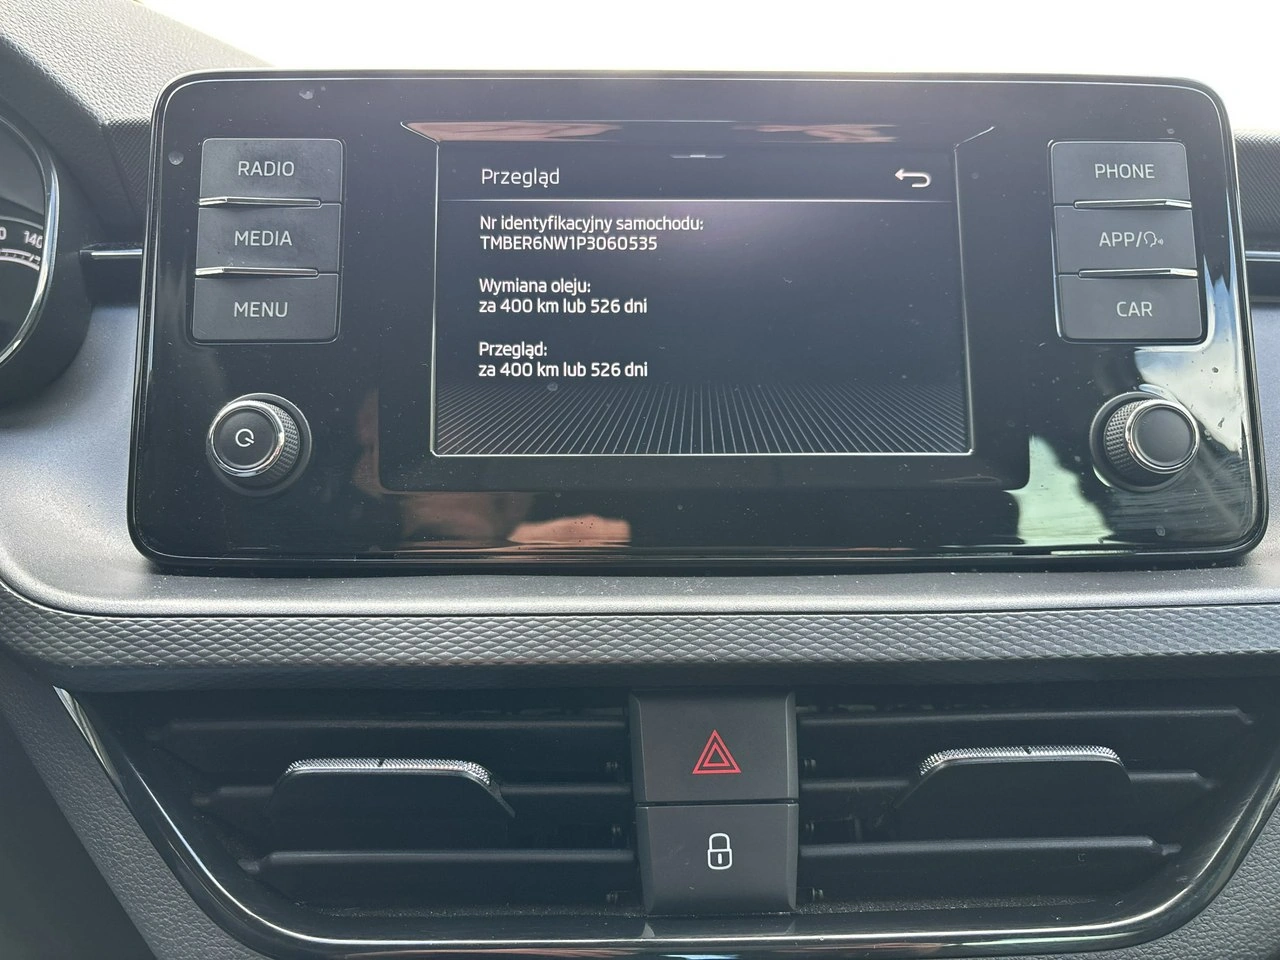 RADIO
MEDIA
MENU
Przegląd
Nr identyfikacyjny samochodu:
TMBER6NW1P3060535
Wymiana oleju:
za 400 km lub 526 dni
Przegląd:
za 400 km lub 526 dni
PHONE
APP/
CAR
140